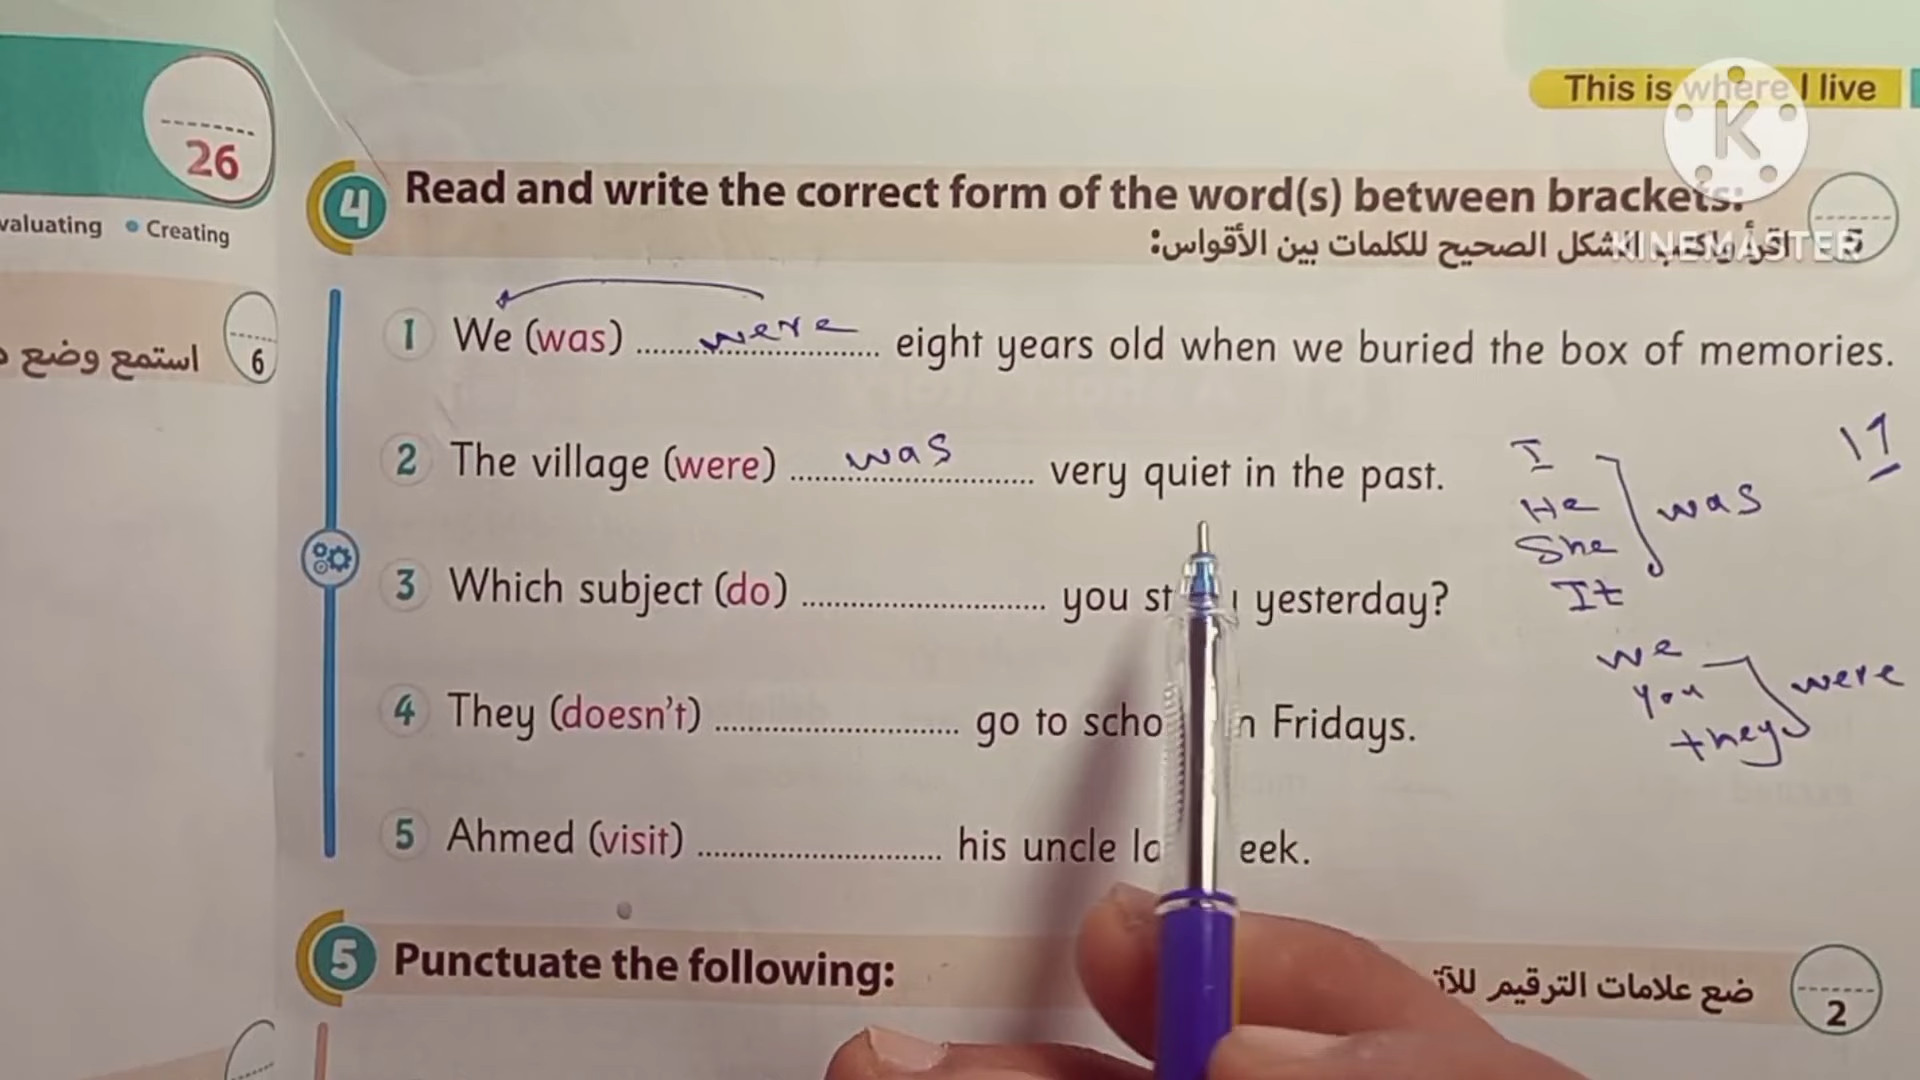 This is where I live
26
valuating • Creating
استمع وضع
6
4 Read and write the correct form of the word(s) between brackets:
اقرأ واكتب الشكل الصحيح للكلمات بين الأقواس:
5
K
KINEMASTER
1 We (was) ........ were ........ eight years old when we buried the box of memories.
2 The village (were) ........ was ........ very quiet in the past.
3 Which subject (do) ................ you st yesterday?
4 They (doesn't) ................ go to scho n Fridays.
5 Ahmed (visit) ................ his uncle la eek.
I
He
She
It
was
we
you
they
were
5 Punctuate the following:
ضع علامات الترقيم
2